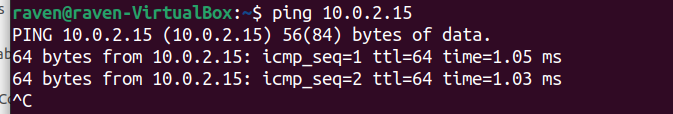 raven@raven-VirtualBox:~$ ping 10.0.2.15
PING 10.0.2.15 (10.0.2.15) 56(84) bytes of data.
64 bytes from 10.0.2.15: icmp_seq=1 ttl=64 time=1.05 ms
64 bytes from 10.0.2.15: icmp_seq=2 ttl=64 time=1.03 ms
^C